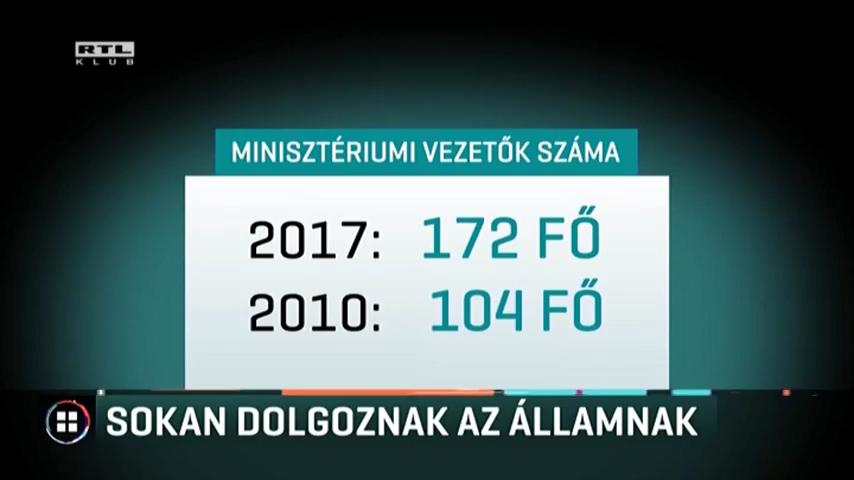 RTL
KLUB
MINISZTÉRIUMI VEZETŐK SZÁMA
2017: 172 FŐ
2010: 104 FŐ
SOKAN DOLGOZNAK AZ ÁLLAMNAK